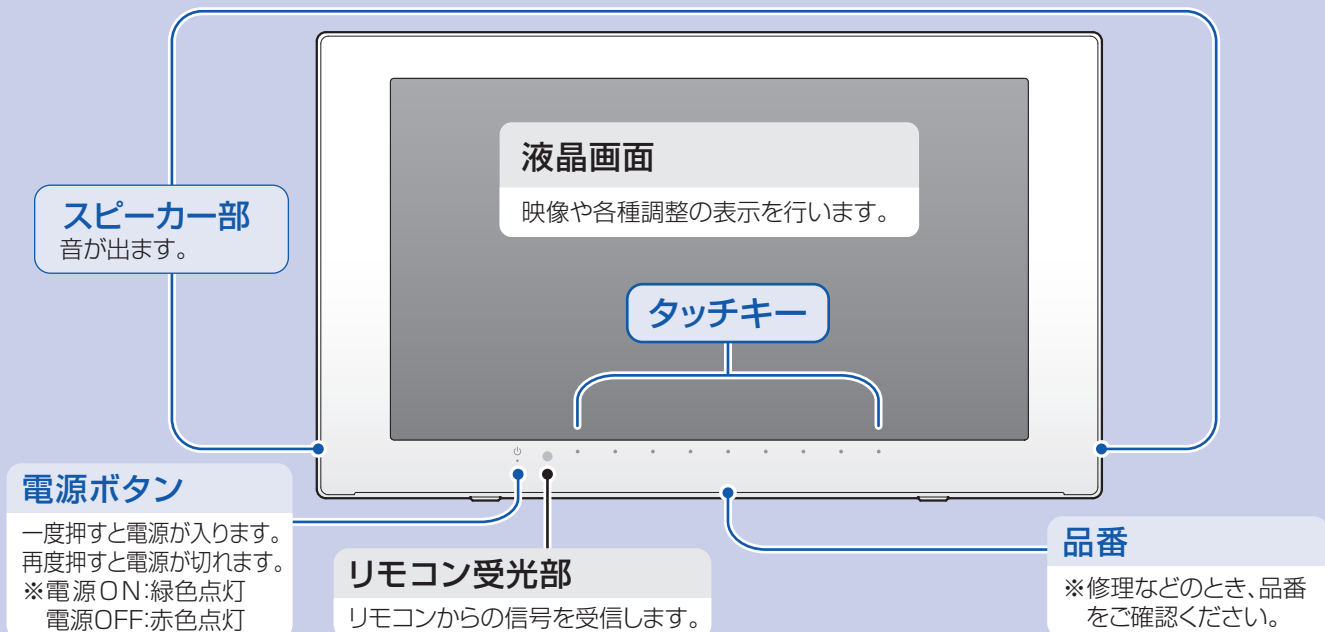 液晶画面
映像や各種調整の表示を行います。
スピーカー部
音が出ます。
タッチキー
電源ボタン
一度押すと電源が入ります。
再度押すと電源が切れます。
※電源ON:緑色点灯
電源OFF:赤色点灯
リモコン受光部
リモコンからの信号を受信します。
品番
※修理などのとき、品番
をご確認ください。